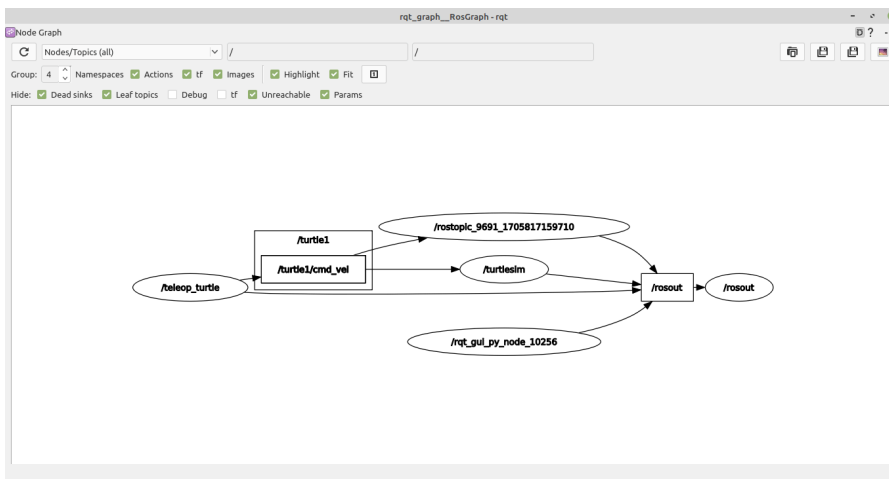 rqt_graph__RosGraph - rqt
Node Graph
D ? -
Nodes/Topics (all) / /
Group: 4 Namespaces Actions tf Images Highlight Fit 1
Hide: Dead sinks Leaf topics Debug tf Unreachable Params
/rostopic_9691_1705817159710
/turtle1
/turtle1/cmd_vel
/turtlesim
/teleop_turtle
/rosout
/rosout
/rqt_gui_py_node_10256